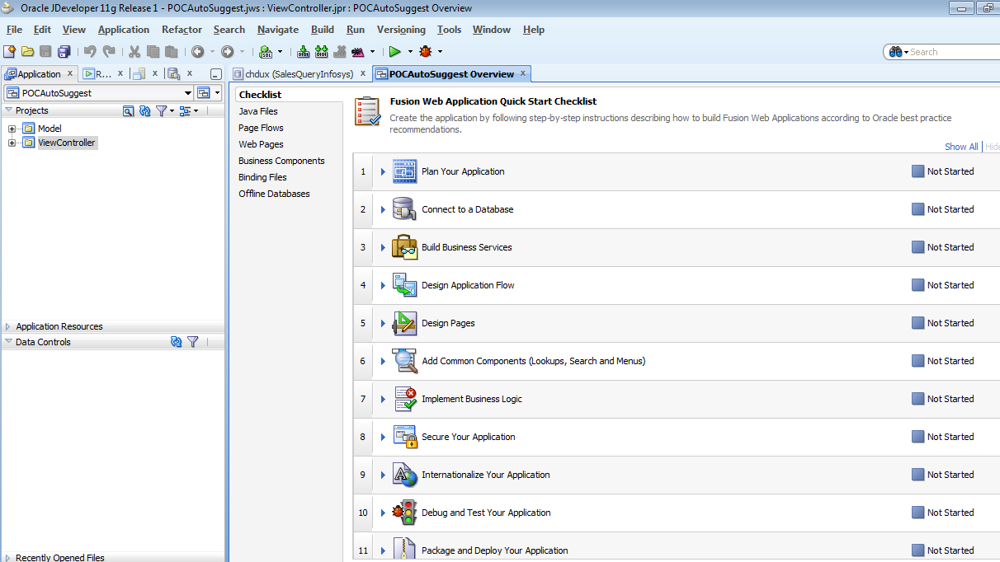 Oracle JDeveloper 11g Release 1 - POCAutoSuggest.jws : ViewController.jpr : POCAutoSuggest Overview
File Edit View Application Refactor Search Navigate Build Run Versioning Tools Window Help
Search
Application R... chdux (SalesQueryInfosys) POCAutoSuggest Overview
POCAutoSuggest
Projects
Model
ViewController
Application Resources
Data Controls
Recently Opened Files
Checklist
Java Files
Page Flows
Web Pages
Business Components
Binding Files
Offline Databases
Fusion Web Application Quick Start Checklist
Create the application by following step-by-step instructions describing how to build Fusion Web Applications according to Oracle best practice
recommendations.
Show All Hide
1 Plan Your Application Not Started
2 Connect to a Database Not Started
3 Build Business Services Not Started
4 Design Application Flow Not Started
5 Design Pages Not Started
6 Add Common Components (Lookups, Search and Menus) Not Started
7 Implement Business Logic Not Started
8 Secure Your Application Not Started
9 Internationalize Your Application Not Started
10 Debug and Test Your Application Not Started
11 Package and Deploy Your Application Not Started